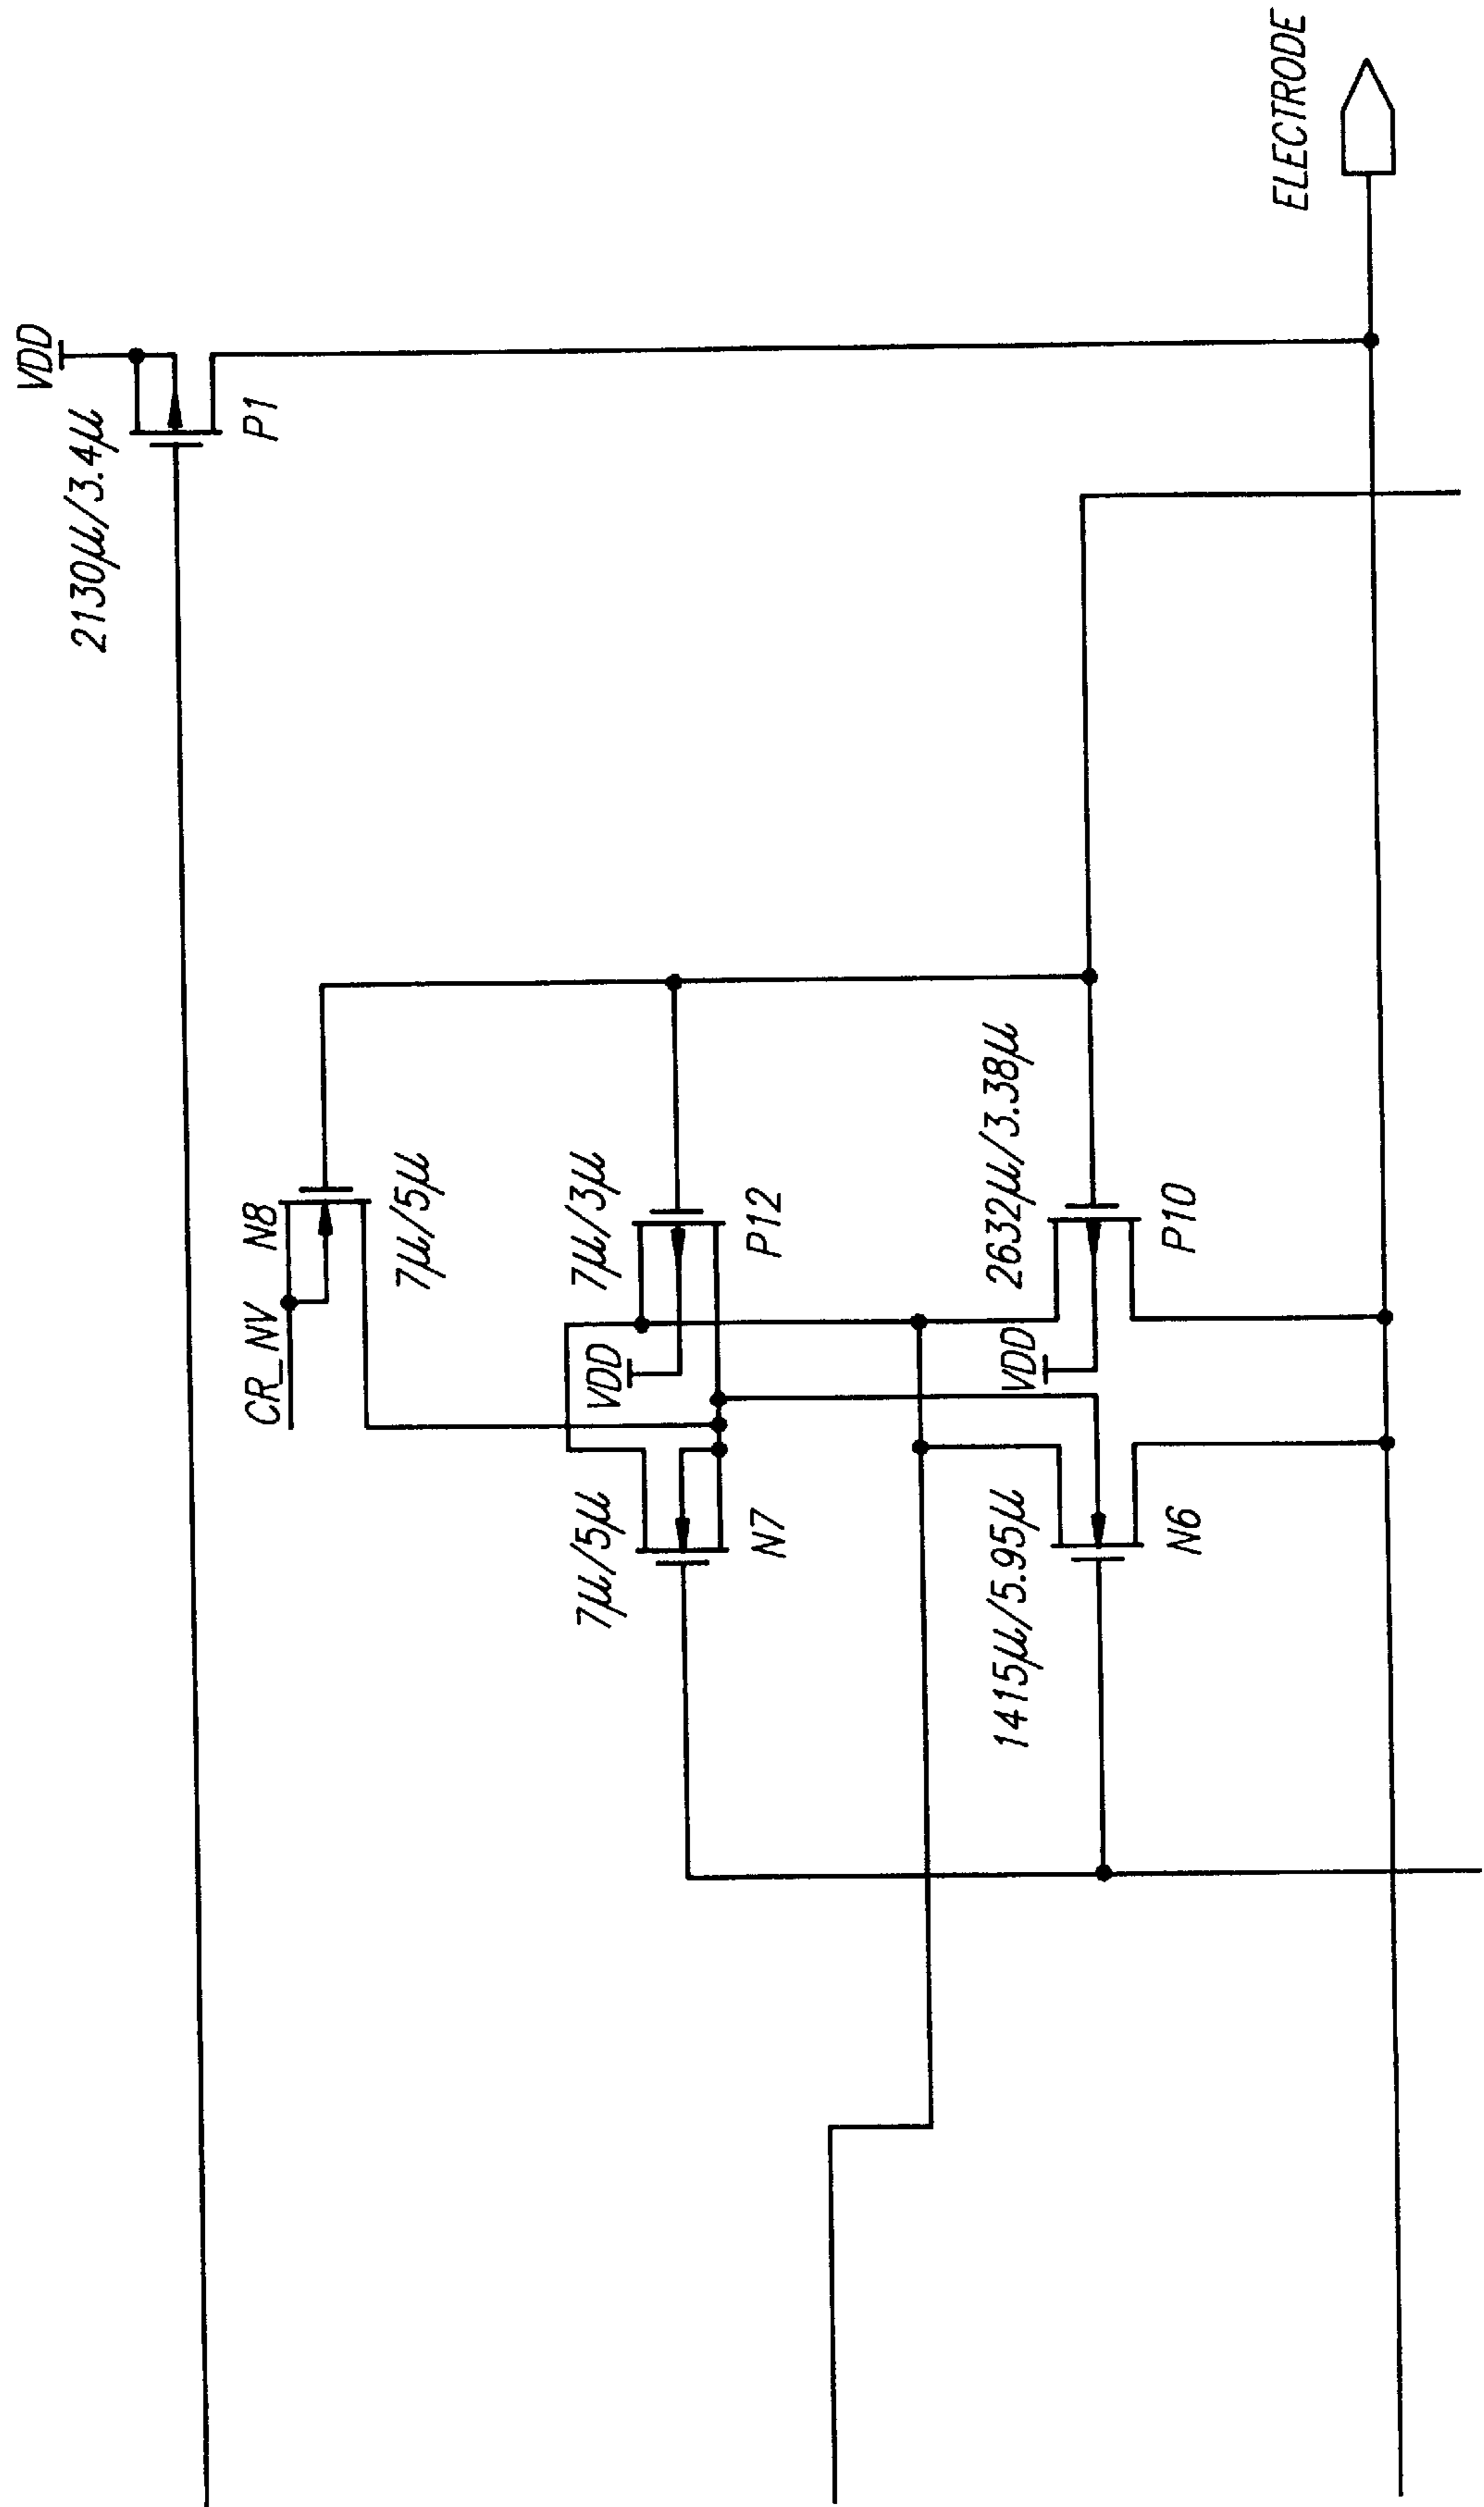 VDD
2130μ/3.4μ
P1
ELECTRODE
CR_NV
N8
7μ/5μ
7μ/3μ
P12
VDD
2632μ/3.38μ
P10
VDD
7μ/5μ
N7
1415μ/5.95μ
N6